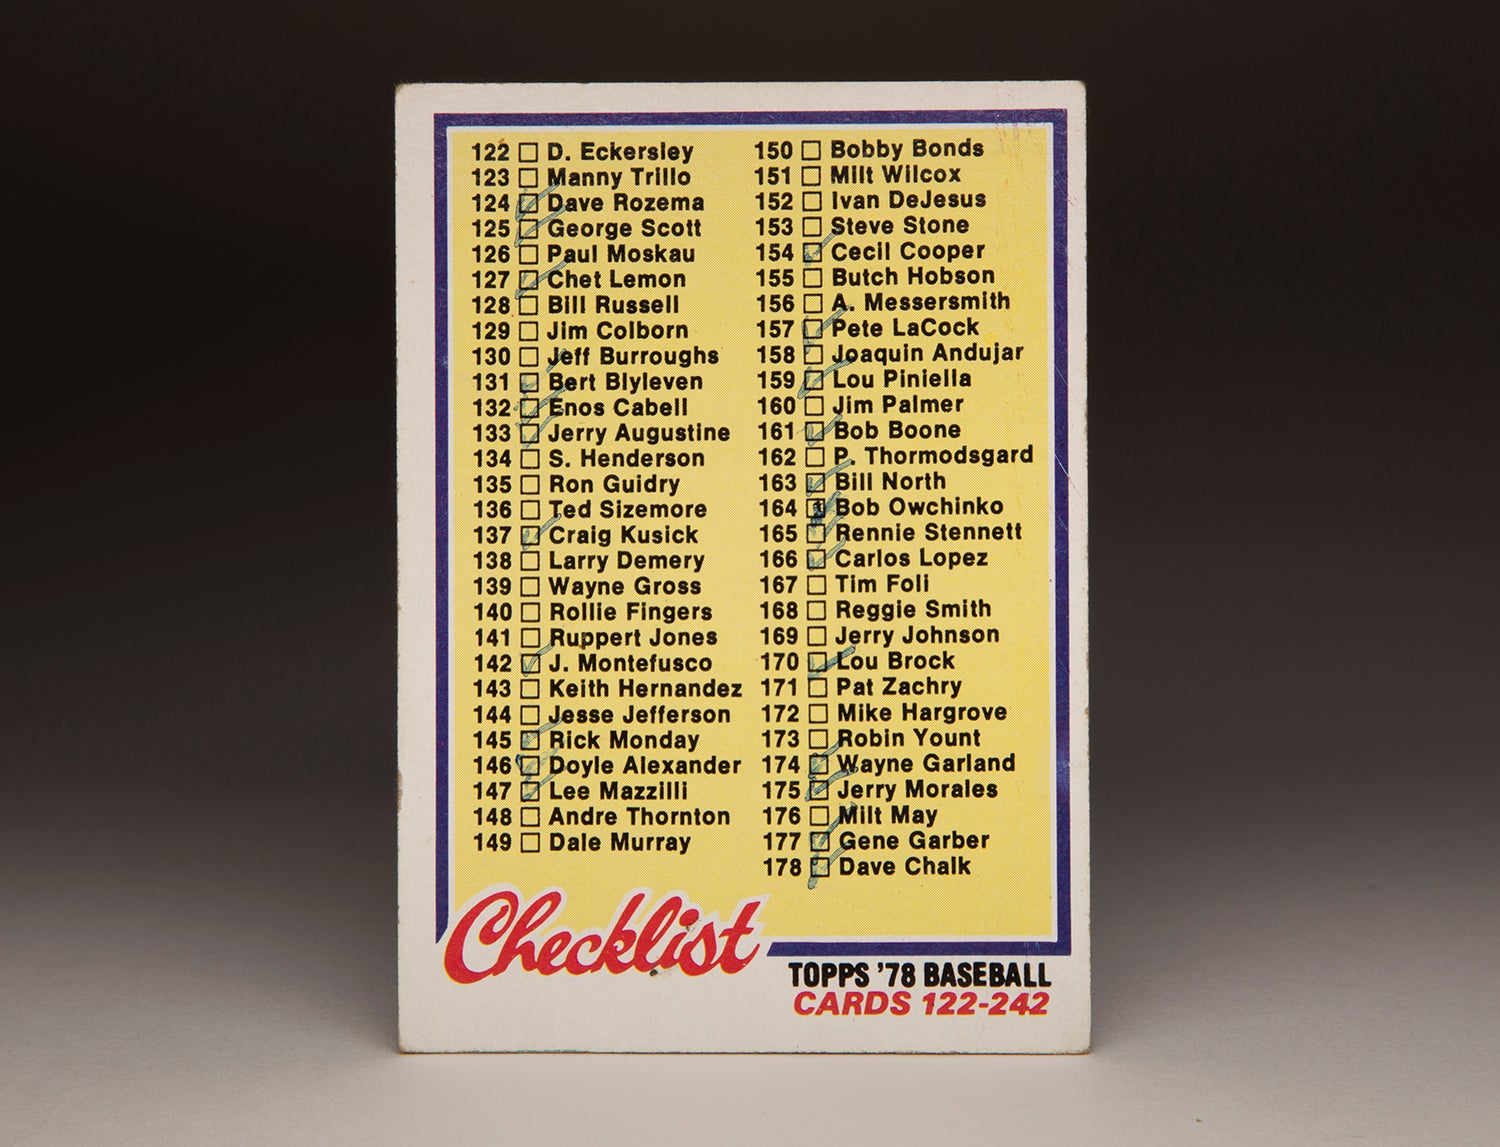 122 D. Eckersley
123 Manny Trillo
124 Dave Rozema
125 George Scott
126 Paul Moskau
127 Chet Lemon
128 Bill Russell
129 Jim Colborn
130 Jeff Burroughs
131 Bert Blyleven
132 Enos Cabell
133 Jerry Augustine
134 S. Henderson
135 Ron Guidry
136 Ted Sizemore
137 Craig Kusick
138 Larry Demery
139 Wayne Gross
140 Rollie Fingers
141 Ruppert Jones
142 J. Montefusco
143 Keith Hernandez
144 Jesse Jefferson
145 Rick Monday
146 Doyle Alexander
147 Lee Mazzilli
148 Andre Thornton
149 Dale Murray
150 Bobby Bonds
151 Milt Wilcox
152 Ivan DeJesus
153 Steve Stone
154 Cecil Cooper
155 Butch Hobson
156 A. Messersmith
157 Pete LaCock
158 Joaquin Andujar
159 Lou Piniella
160 Jim Palmer
161 Bob Boone
162 P. Thormodsgard
163 Bill North
164 Bob Owchinko
165 Rennie Stennett
166 Carlos Lopez
167 Tim Foli
168 Reggie Smith
169 Jerry Johnson
170 Lou Brock
171 Pat Zachry
172 Mike Hargrove
173 Robin Yount
174 Wayne Garland
175 Jerry Morales
176 Milt May
177 Gene Garber
178 Dave Chalk
Checklist
TOPPS '78 BASEBALL
CARDS 122-242